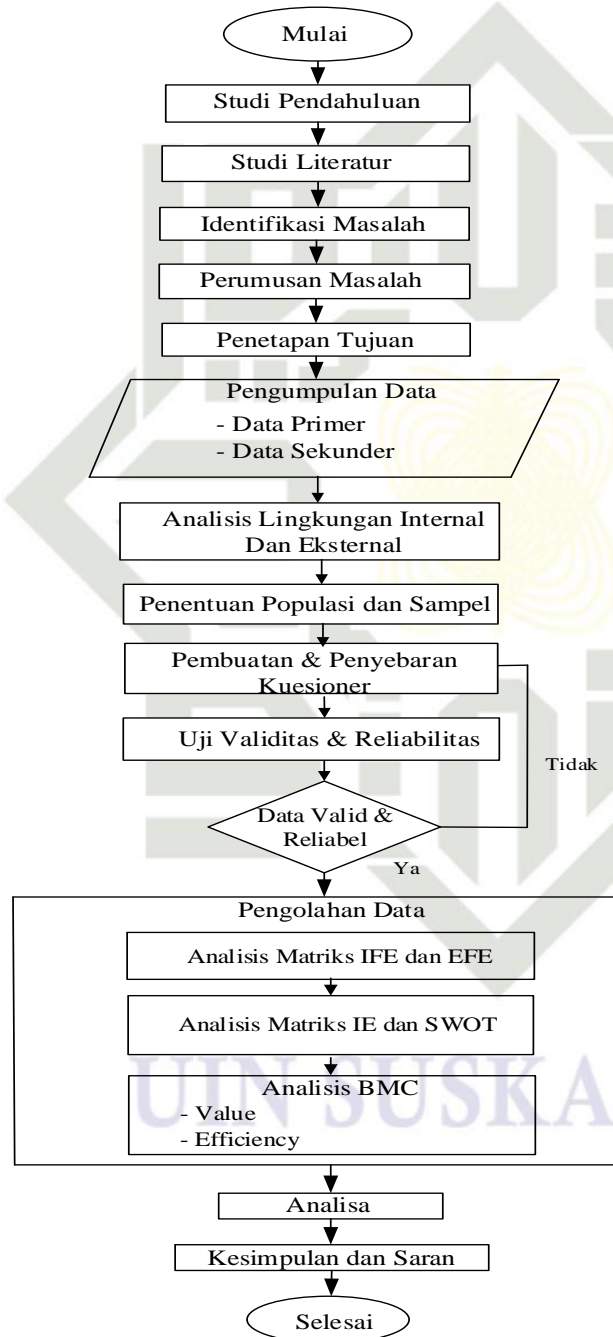 Mulai
Studi Pendahuluan
Studi Literatur
Identifikasi Masalah
Perumusan Masalah
Penetapan Tujuan
Pengumpulan Data
- Data Primer
- Data Sekunder
Analisis Lingkungan Internal
Dan Eksternal
Penentuan Populasi dan Sampel
Pembuatan & Penyebaran
Kuesioner
Uji Validitas & Reliabilitas
Tidak
Data Valid &
Reliabel
Ya
Pengolahan Data
Analisis Matriks IFE dan EFE
Analisis Matriks IE dan SWOT
UIN SUSKA
Analisis BMC
- Value
- Efficiency
Analisa
Kesimpulan dan Saran
Selesai